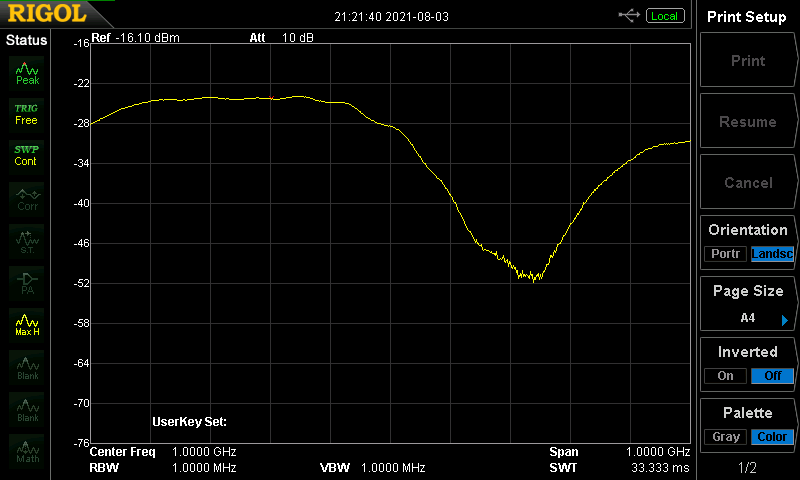 RIGOL
21:21:40 2021-08-03
Local
Print Setup
Status
Ref -16.10 dBm
Att 10 dB
-16
-22
-28
-34
-40
-46
-52
-58
-64
-70
-76
Peak
TRIG
Free
SWP
Cont
Corr
S.T.
PA
Max H
Blank
Blank
Math
UserKey Set:
Center Freq 1.0000 GHz
Span 1.0000 GHz
RBW 1.0000 MHz
VBW 1.0000 MHz
SWT 33.333 ms
Print
Resume
Cancel
Orientation
Portr Landsc
Page Size
A4
Inverted
On Off
Palette
Gray Color
1/2